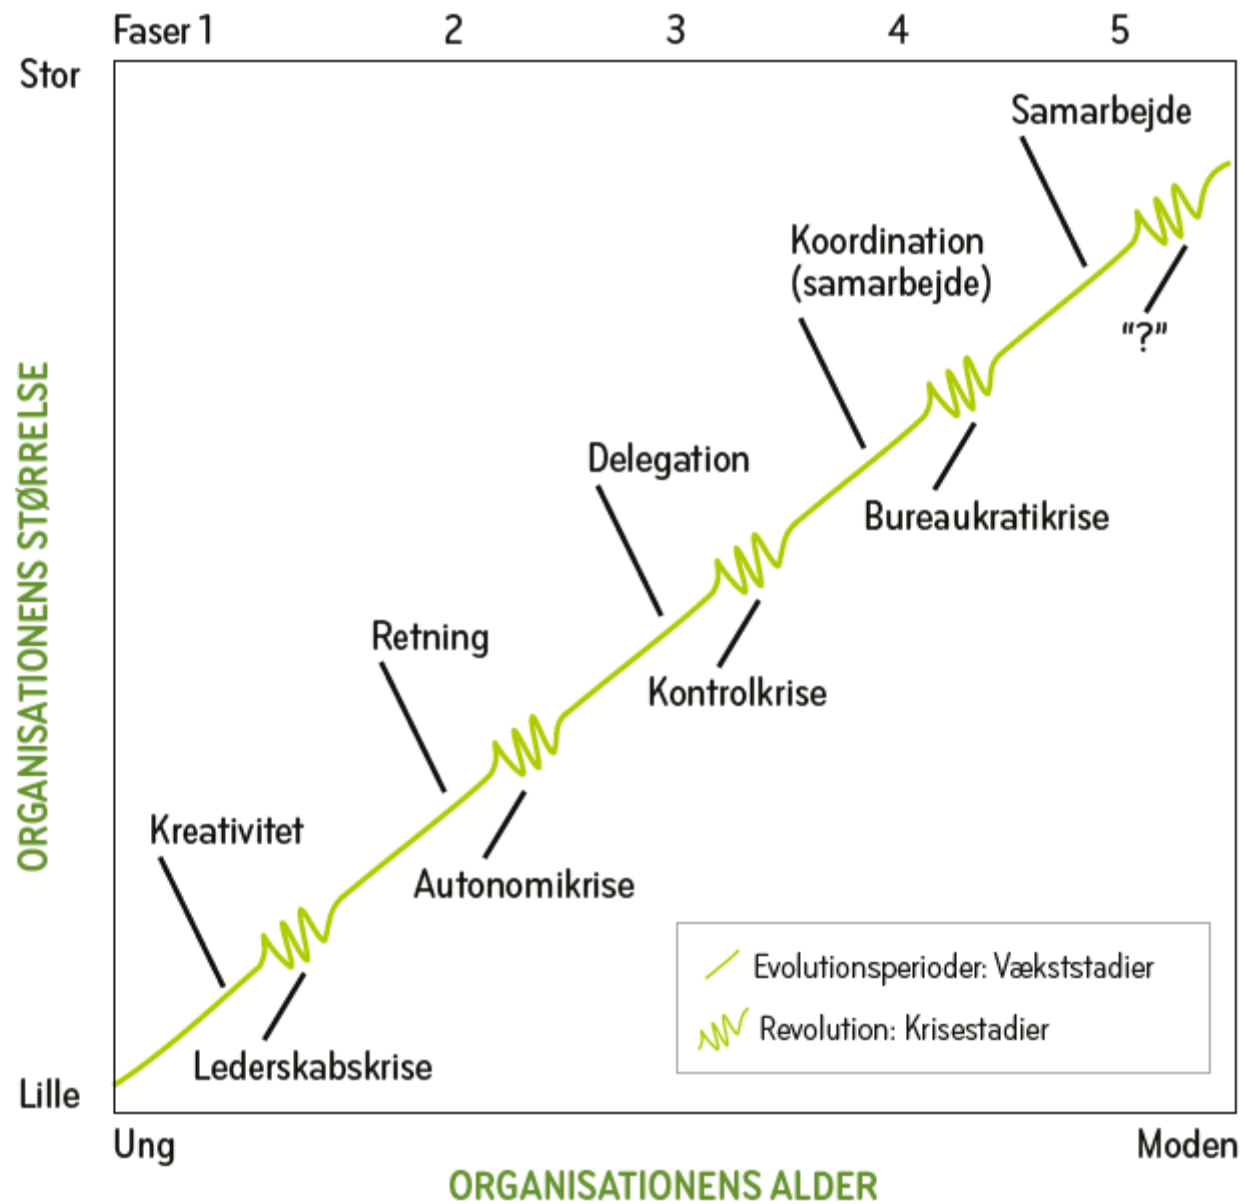 Faser 1 2 3 4 5
Stor
Samarbejde
Koordination
(samarbejde)
"?"
Delegation
Bureaukratikrise
Retning
Kontrolkrise
Kreativitet
Autonomikrise
Lederskabskrise
Evolutionsperioder: Vækststadier
Revolution: Krisestadier
Lille
Ung
Moden
ORGANISATIONENS STØRRELSE
ORGANISATIONENS ALDER